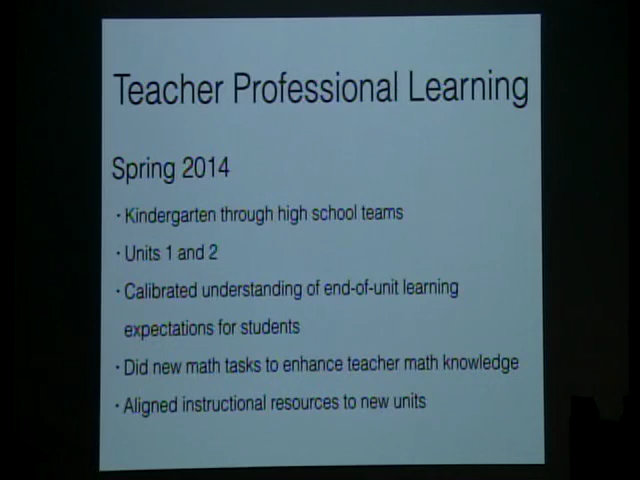 Teacher Professional Learning
Spring 2014
· Kindergarten through high school teams
· Units 1 and 2
· Calibrated understanding of end-of-unit learning
expectations for students
· Did new math tasks to enhance teacher math knowledge
· Aligned instructional resources to new units